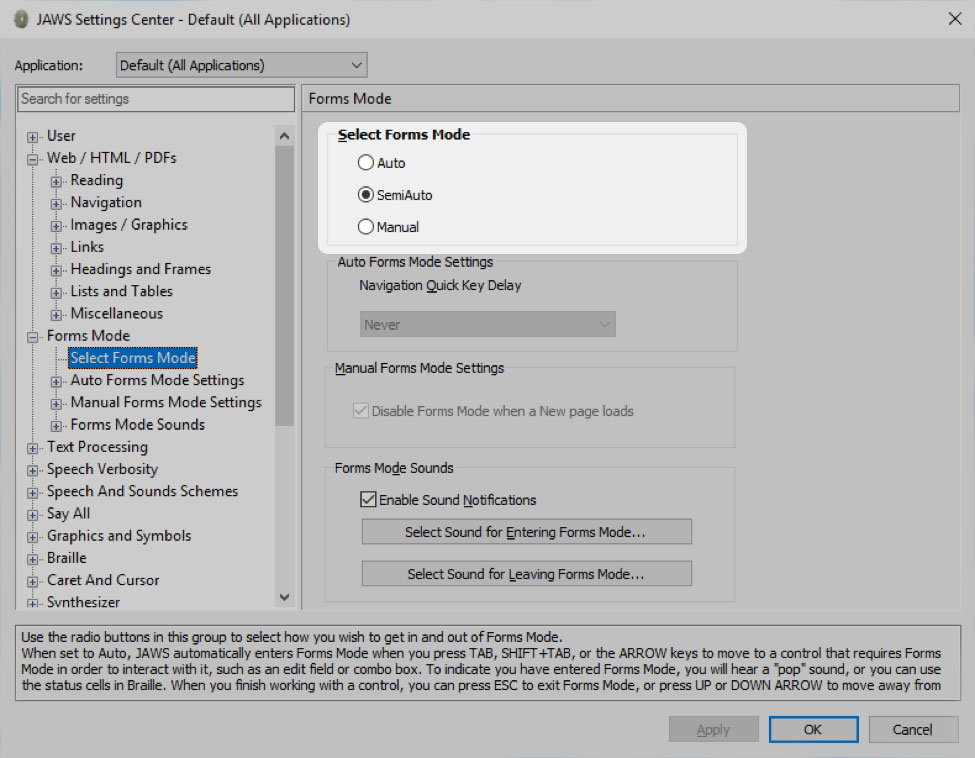 JAWS Settings Center - Default (All Applications)
Application:
Default (All Applications)
Search for settings
User
Web / HTML / PDFs
Reading
Navigation
Images / Graphics
Links
Headings and Frames
Lists and Tables
Miscellaneous
Forms Mode
Select Forms Mode
Auto Forms Mode Settings
Manual Forms Mode Settings
Forms Mode Sounds
Text Processing
Speech Verbosity
Speech And Sounds Schemes
Say All
Graphics and Symbols
Braille
Caret And Cursor
Synthesizer
Forms Mode
Select Forms Mode
Auto
SemiAuto
Manual
Auto Forms Mode Settings
Navigation Quick Key Delay
Never
Manual Forms Mode Settings
Disable Forms Mode when a New page loads
Forms Mode Sounds
Enable Sound Notifications
Select Sound for Entering Forms Mode...
Select Sound for Leaving Forms Mode...
Use the radio buttons in this group to select how you wish to get in and out of Forms Mode.
When set to Auto, JAWS automatically enters Forms Mode when you press TAB, SHIFT+TAB, or the ARROW keys to move to a control that requires Forms
Mode in order to interact with it, such as an edit field or combo box. To indicate you have entered Forms Mode, you will hear a "pop" sound, or you can use
the status cells in Braille. When you finish working with a control, you can press ESC to exit Forms Mode, or press UP or DOWN ARROW to move away from
Apply
OK
Cancel